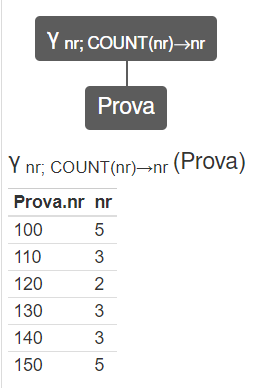 γ nr; COUNT(nr)→nr
Prova
γ nr; COUNT(nr)→nr (Prova)
Prova.nr nr
100 5
110 3
120 2
130 3
140 3
150 5